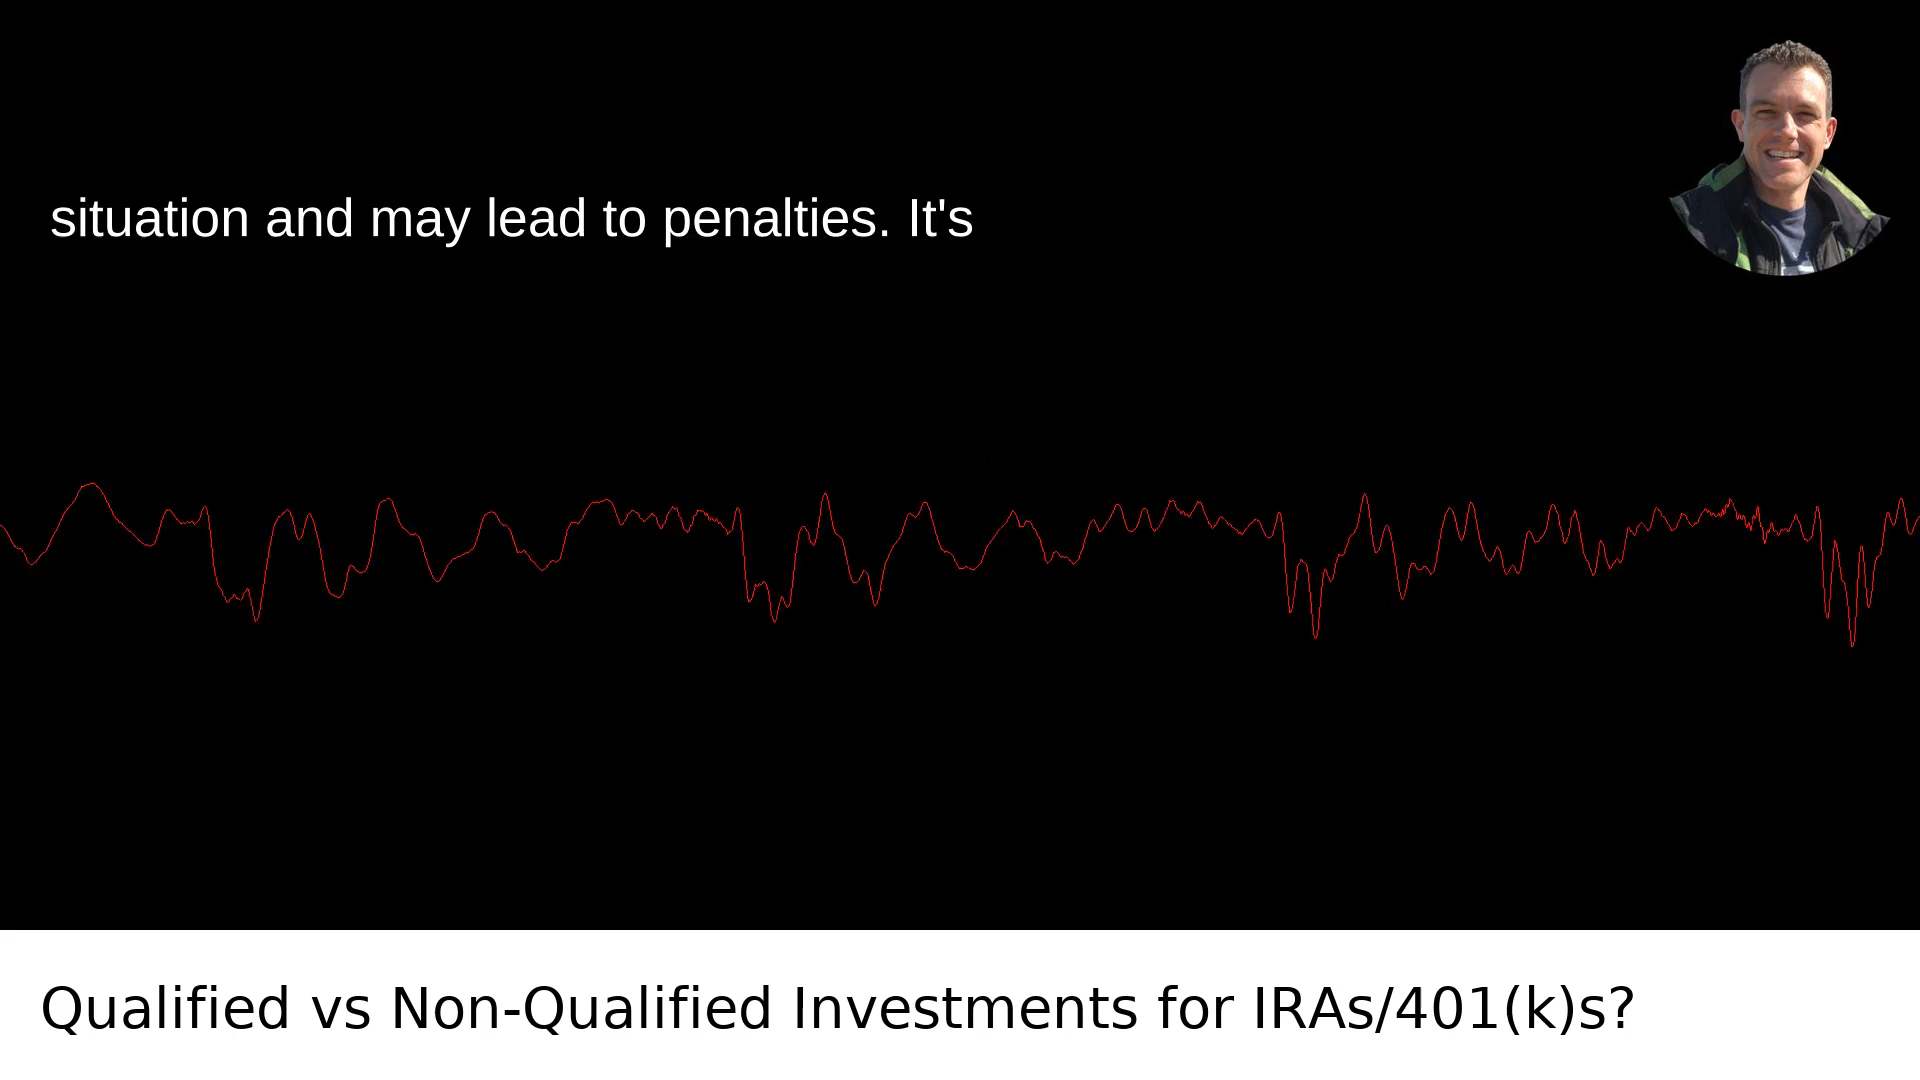 situation and may lead to penalties. It's
Qualified vs Non-Qualified Investments for IRAs/401(k)s?